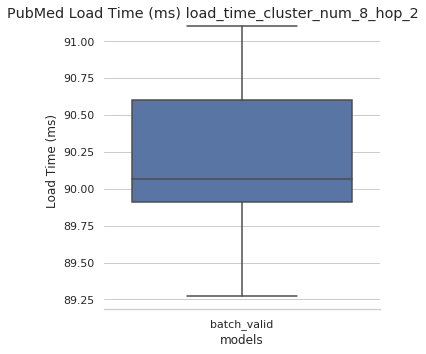 PubMed Load Time (ms) load_time_cluster_num_8_hop_2
91.00
90.75
90.50
90.25
90.00
89.75
89.50
89.25
Load Time (ms)
batch_valid
models